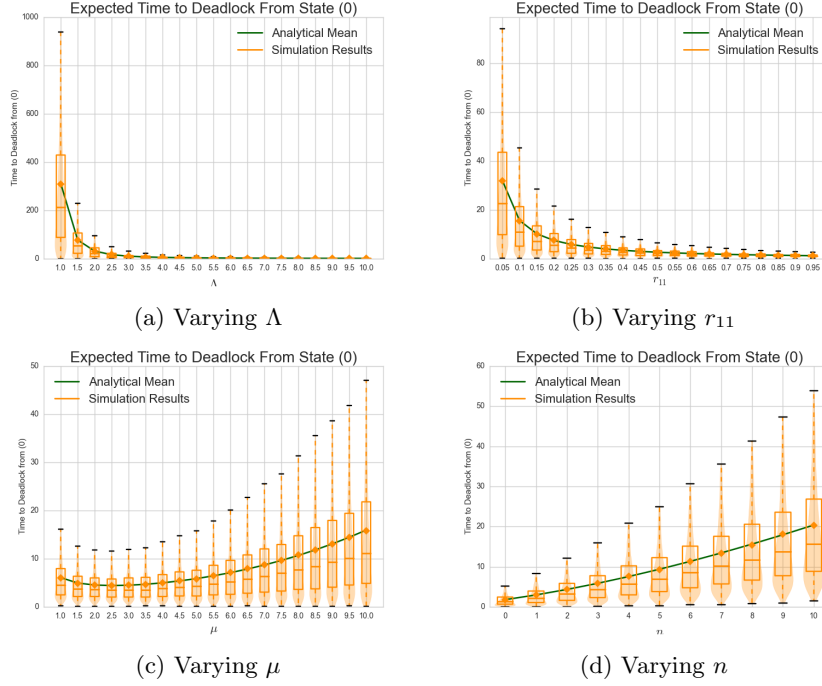 Expected Time to Deadlock From State (0)
Analytical Mean
Simulation Results
Time to Deadlock from (0)
1000
800
600
400
200
0
1.0 1.5 2.0 2.5 3.0 3.5 4.0 4.5 5.0 5.5 6.0 6.5 7.0 7.5 8.0 8.5 9.0 9.5 10.0
Λ
(a) Varying Λ
Expected Time to Deadlock From State (0)
Analytical Mean
Simulation Results
Time to Deadlock from (0)
80
60
40
20
0
0.05 0.1 0.15 0.2 0.25 0.3 0.35 0.4 0.45 0.5 0.55 0.6 0.65 0.7 0.75 0.8 0.85 0.9 0.95
r₁₁
(b) Varying r₁₁
Expected Time to Deadlock From State (0)
Analytical Mean
Simulation Results
Time to Deadlock from (0)
50
40
30
20
10
0
1.0 1.5 2.0 2.5 3.0 3.5 4.0 4.5 5.0 5.5 6.0 6.5 7.0 7.5 8.0 8.5 9.0 9.5 10.0
μ
(c) Varying μ
Expected Time to Deadlock From State (0)
Analytical Mean
Simulation Results
Time to Deadlock from (0)
60
50
40
30
20
10
0
0 1 2 3 4 5 6 7 8 9 10
n
(d) Varying n